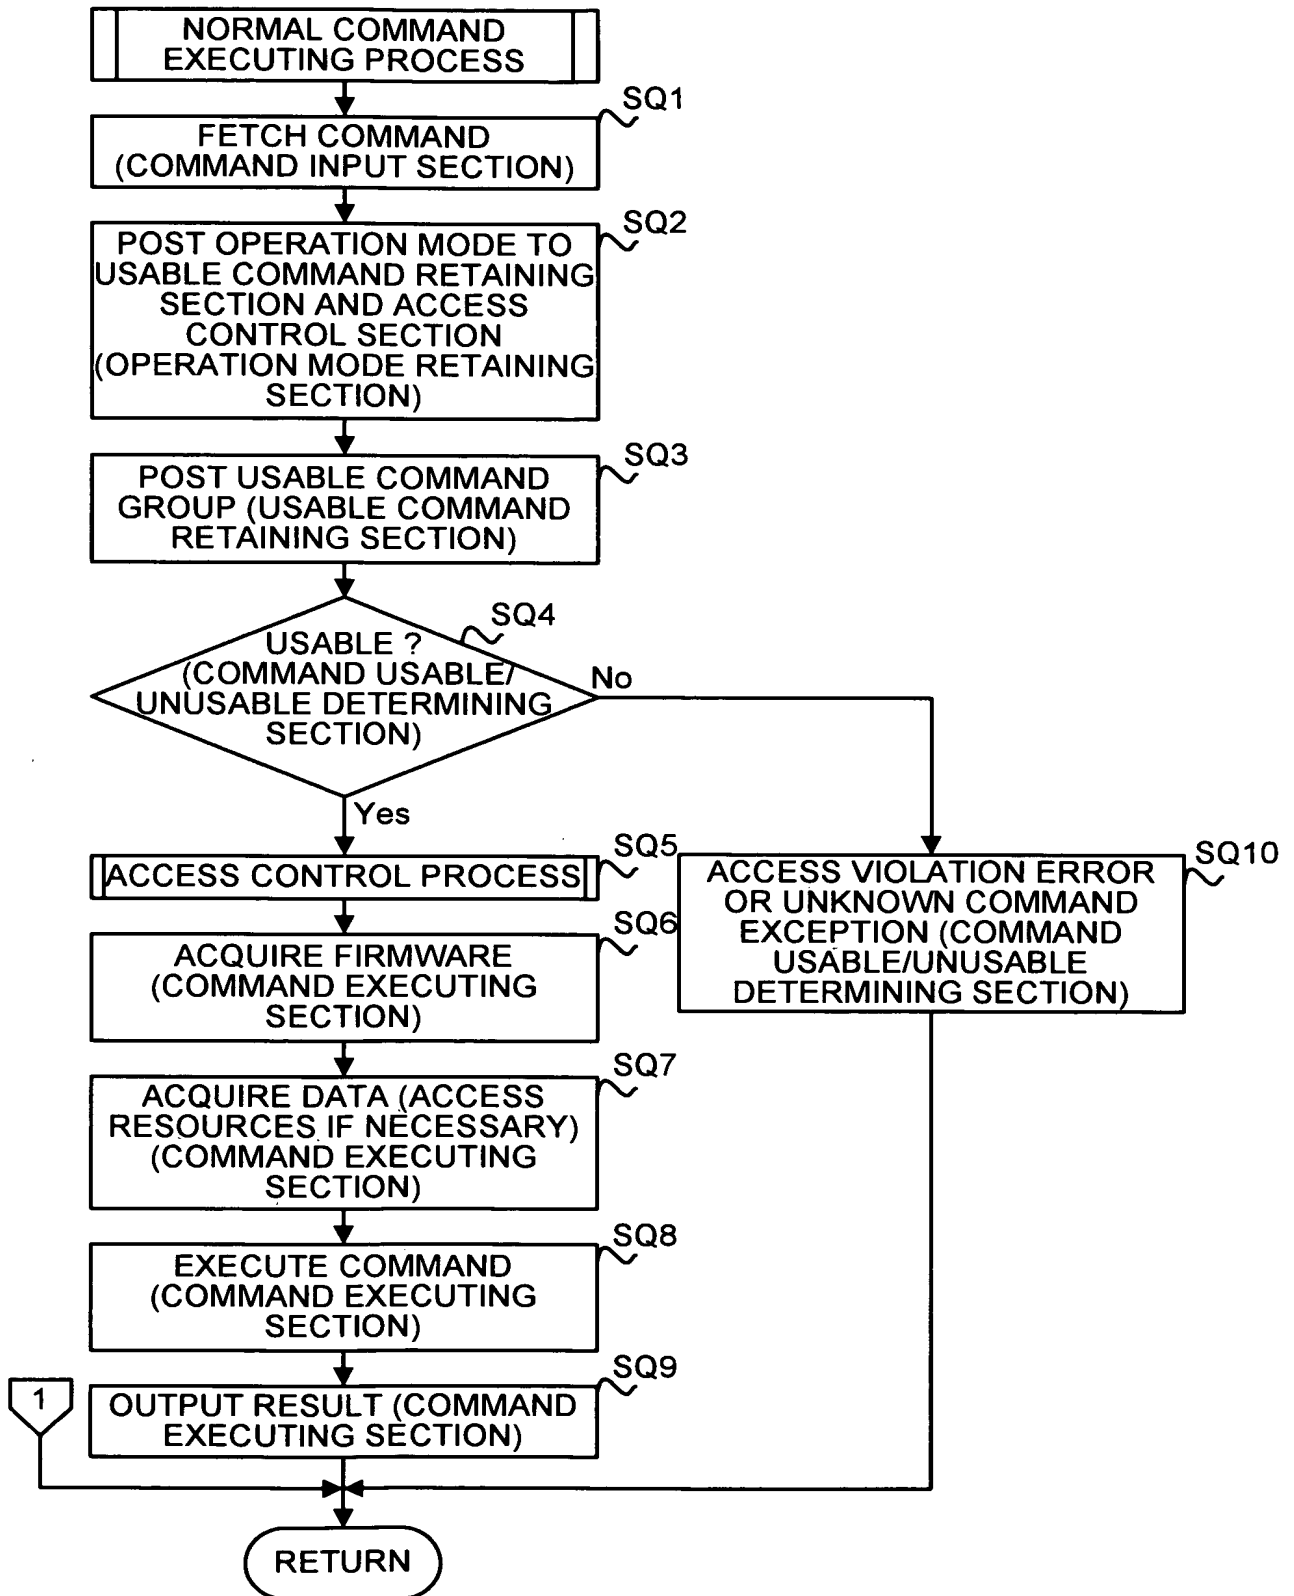 NORMAL COMMAND
EXECUTING PROCESS
SQ1
FETCH COMMAND
(COMMAND INPUT SECTION)
SQ2
POST OPERATION MODE TO
USABLE COMMAND RETAINING
SECTION AND ACCESS
CONTROL SECTION
(OPERATION MODE RETAINING
SECTION)
SQ3
POST USABLE COMMAND
GROUP (USABLE COMMAND
RETAINING SECTION)
SQ4
USABLE ?
(COMMAND USABLE/
UNUSABLE DETERMINING
SECTION)
No
Yes
SQ5
ACCESS CONTROL PROCESS
SQ10
ACCESS VIOLATION ERROR
OR UNKNOWN COMMAND
EXCEPTION (COMMAND
USABLE/UNUSABLE
DETERMINING SECTION)
SQ6
ACQUIRE FIRMWARE
(COMMAND EXECUTING
SECTION)
SQ7
ACQUIRE DATA (ACCESS
RESOURCES IF NECESSARY)
(COMMAND EXECUTING
SECTION)
SQ8
EXECUTE COMMAND
(COMMAND EXECUTING
SECTION)
SQ9
1
OUTPUT RESULT (COMMAND
EXECUTING SECTION)
RETURN